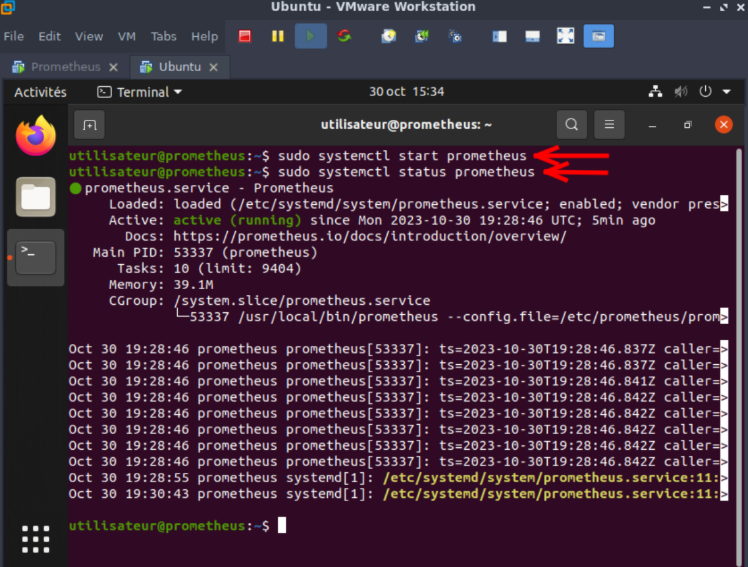 Ubuntu - VMware Workstation
File Edit View VM Tabs Help
Prometheus Ubuntu
Activités Terminal 30 oct 15:34
utilisateur@prometheus: ~
utilisateur@prometheus:~$ sudo systemctl start prometheus
utilisateur@prometheus:~$ sudo systemctl status prometheus
● prometheus.service - Prometheus
Loaded: loaded (/etc/systemd/system/prometheus.service; enabled; vendor pres>
Active: active (running) since Mon 2023-10-30 19:28:46 UTC; 5min ago
Docs: https://prometheus.io/docs/introduction/overview/
Main PID: 53337 (prometheus)
Tasks: 10 (limit: 9404)
Memory: 39.1M
CGroup: /system.slice/prometheus.service
└─53337 /usr/local/bin/prometheus --config.file=/etc/prometheus/prom>
Oct 30 19:28:46 prometheus prometheus[53337]: ts=2023-10-30T19:28:46.837Z caller=>
Oct 30 19:28:46 prometheus prometheus[53337]: ts=2023-10-30T19:28:46.837Z caller=>
Oct 30 19:28:46 prometheus prometheus[53337]: ts=2023-10-30T19:28:46.841Z caller=>
Oct 30 19:28:46 prometheus prometheus[53337]: ts=2023-10-30T19:28:46.842Z caller=>
Oct 30 19:28:46 prometheus prometheus[53337]: ts=2023-10-30T19:28:46.842Z caller=>
Oct 30 19:28:46 prometheus prometheus[53337]: ts=2023-10-30T19:28:46.842Z caller=>
Oct 30 19:28:46 prometheus prometheus[53337]: ts=2023-10-30T19:28:46.842Z caller=>
Oct 30 19:28:46 prometheus prometheus[53337]: ts=2023-10-30T19:28:46.842Z caller=>
Oct 30 19:28:55 prometheus systemd[1]: /etc/systemd/system/prometheus.service:11:>
Oct 30 19:30:43 prometheus systemd[1]: /etc/systemd/system/prometheus.service:11:>
utilisateur@prometheus:~$